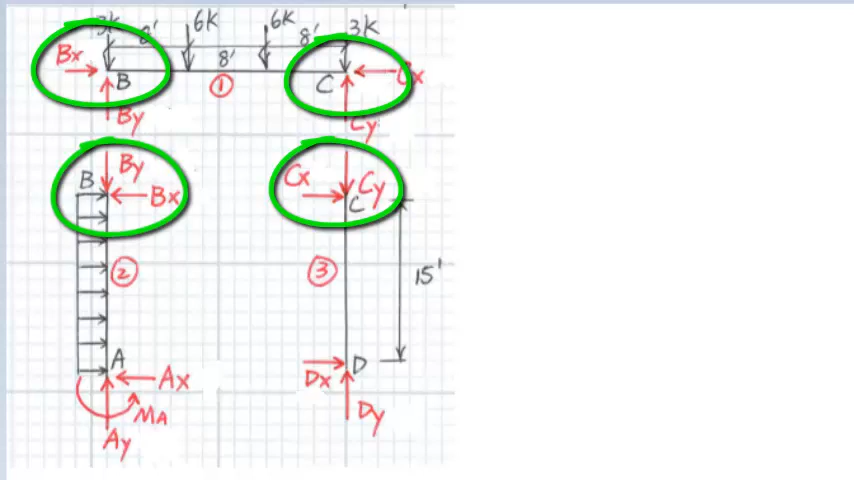 3K 8' 6K 6K 8' 3K
Bx 8' Cx
B ① C
By Cy
By Cx Cy
B Bx C
② ③ 15'
A D
Ax Dx
MA Dy
Ay